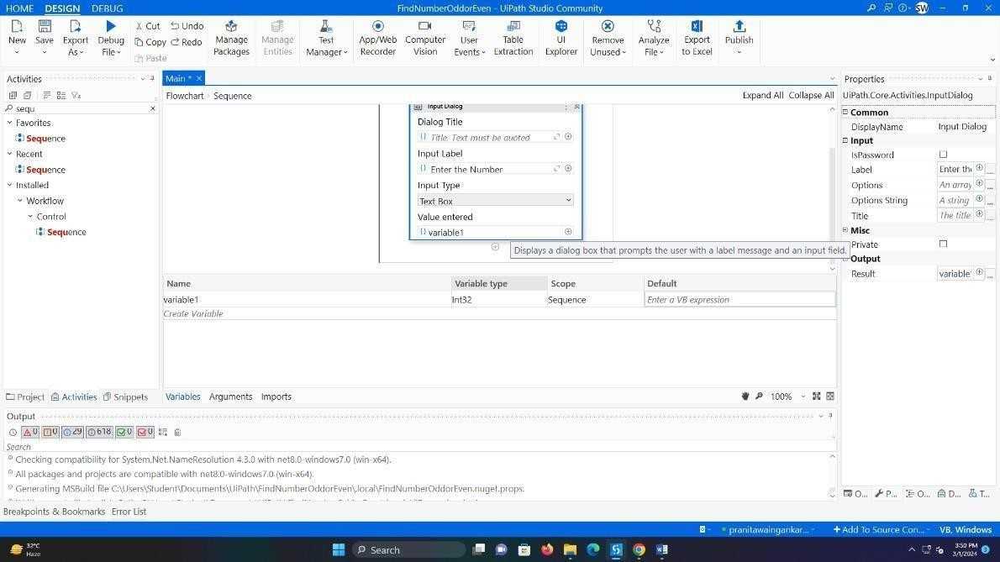 HOME DESIGN DEBUG FindNumberOddorEven - UiPath Studio Community SW
New Save Export As Debug File Cut Copy Paste Undo Redo Manage Packages Manage Entities Test Manager App/Web Recorder Computer Vision User Events Table Extraction UI Explorer Remove Unused Analyze File Export to Excel Publish
Activities
sequ
Favorites
Sequence
Recent
Sequence
Installed
Workflow
Control
Sequence
Project Activities Snippets
Main *
Flowchart Sequence Expand All Collapse All
Input Dialog
Dialog Title
Title. Text must be quoted
Input Label
Enter the Number
Input Type
Text Box
Value entered
variable1
Displays a dialog box that prompts the user with a label message and an input field.
Name Variable type Scope Default
variable1 Int32 Sequence Enter a VB expression
Create Variable
Variables Arguments Imports 100%
Properties
UiPath.Core.Activities.InputDialog
Common
DisplayName Input Dialog
Input
IsPassword
Label Enter the
Options An array ...
Options String A string ...
Title The title ...
Misc
Private
Output
Result variable ...
O... P... O... D... T...
Output
0 0 29 618 0 0
Search
Checking compatibility for System.Net.NameResolution 4.3.0 with net8.0-windows7.0 (win-x64).
All packages and projects are compatible with net8.0-windows7.0 (win-x64).
Generating MSBuild file C:\Users\Student\Documents\UiPath\FindNumberOddorEven\.local\FindNumberOddorEven.nuget.props.
Breakpoints & Bookmarks Error List
pranitawaingankar... + Add To Source Con... VB, Windows
32°C
Haze
Search
3:50 PM
3/1/2024
3